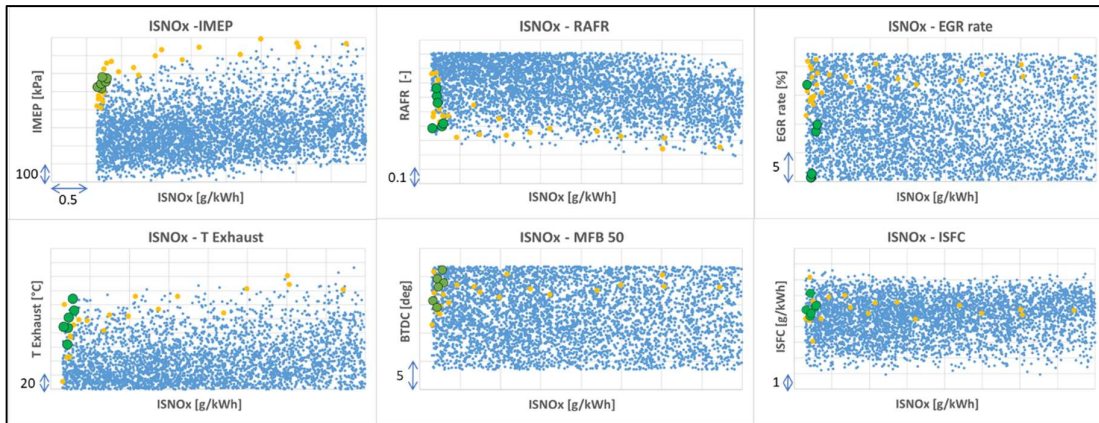 ISNOx -IMEP
IMEP [kPa]
100
0.5
ISNOx [g/kWh]
ISNOx - RAFR
RAFR [-]
0.1
ISNOx [g/kWh]
ISNOx - EGR rate
EGR rate [%]
5
ISNOx [g/kWh]
ISNOx - T Exhaust
T Exhaust [°C]
20
ISNOx [g/kWh]
ISNOx - MFB 50
BTDC [deg]
5
ISNOx [g/kWh]
ISNOx - ISFC
ISFC [g/kWh]
1
ISNOx [g/kWh]